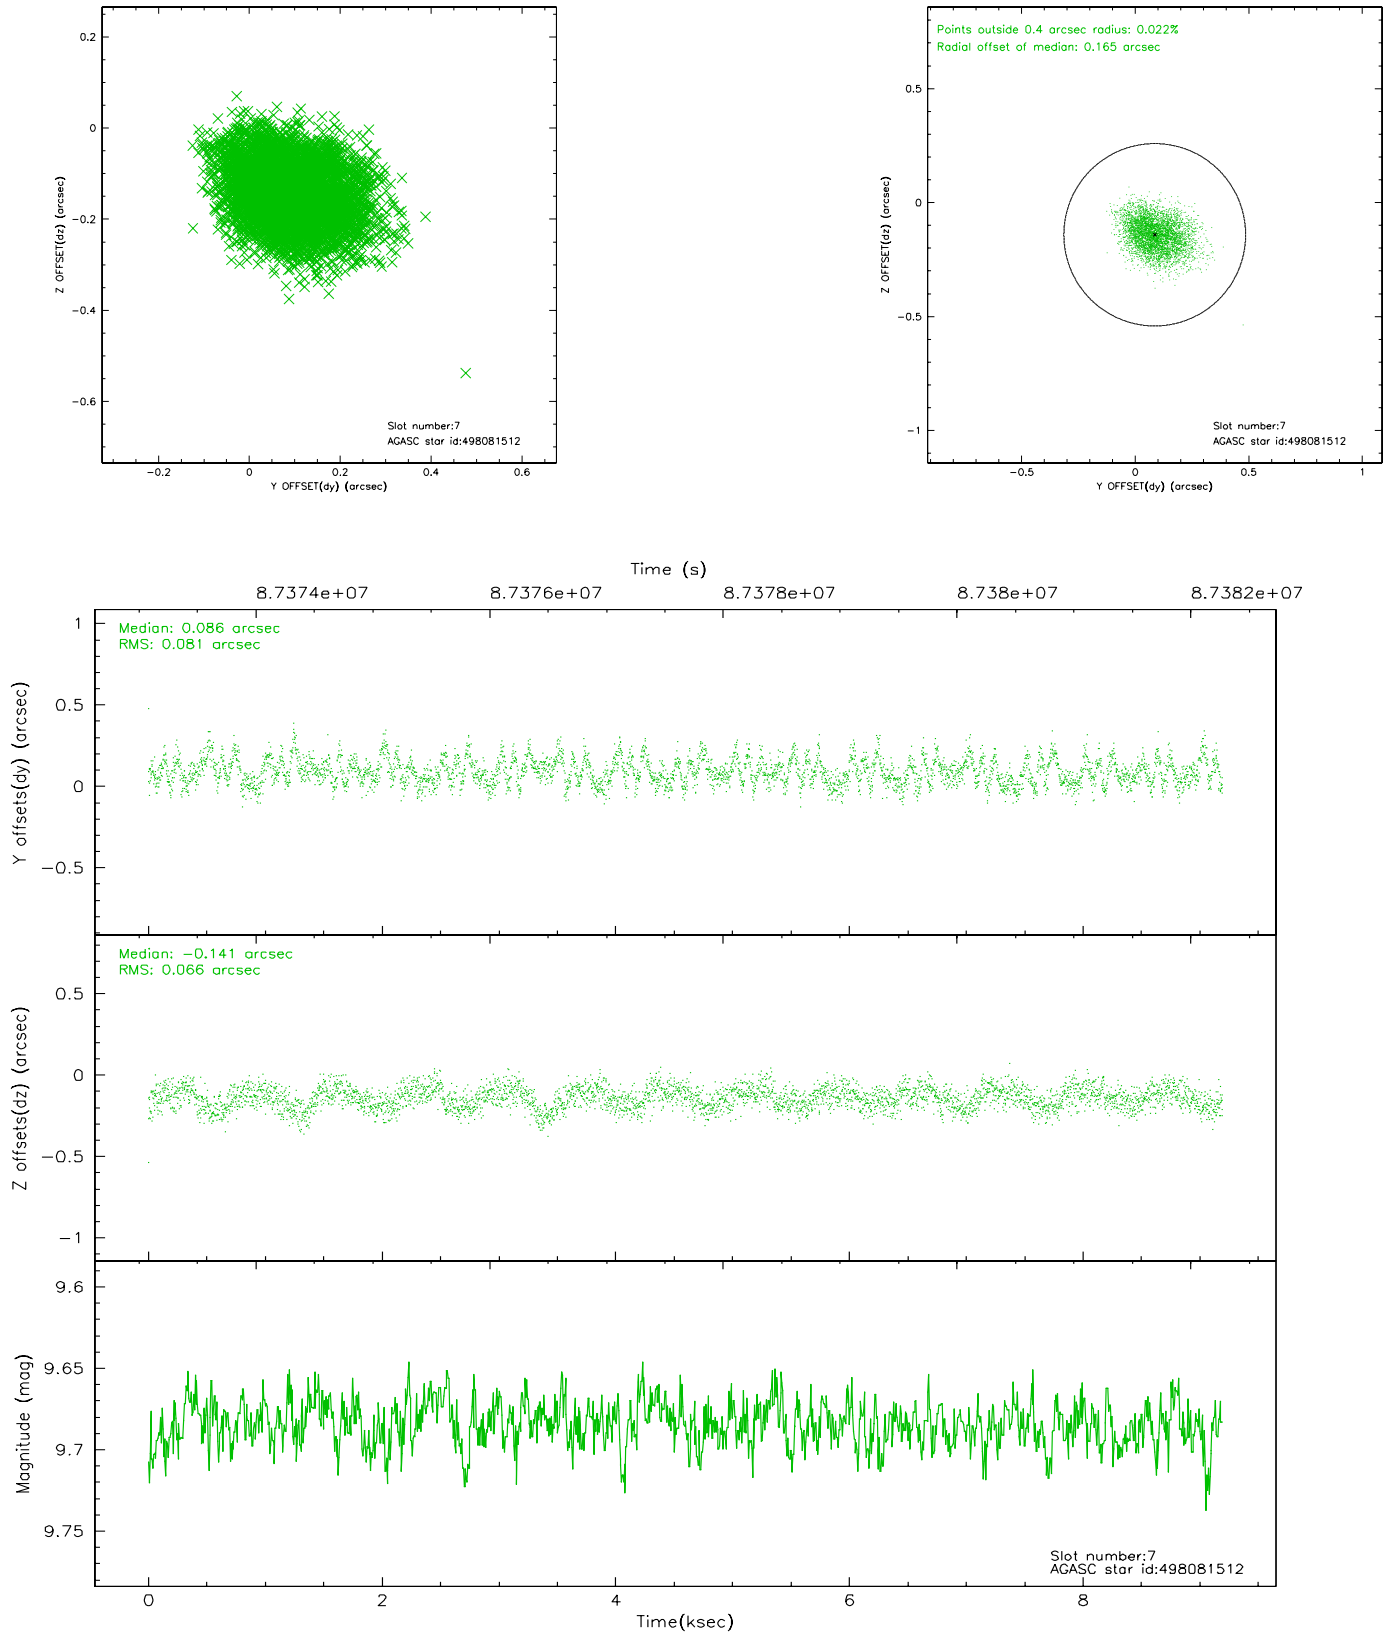 0.2
0
-0.2
-0.4
-0.6
Z OFFSET(dz) (arcsec)
Slot number:7
AGASC star id:498081512
-0.2 0 0.2 0.4 0.6
Y OFFSET(dy) (arcsec)
Points outside 0.4 arcsec radius: 0.022%
Radial offset of median: 0.165 arcsec
0.5
0
-0.5
-1
Z OFFSET(dz) (arcsec)
Slot number:7
AGASC star id:498081512
-0.5 0 0.5 1
Y OFFSET(dy) (arcsec)
Time (s)
8.7374e+07 8.7376e+07 8.7378e+07 8.738e+07 8.7382e+07
Median: 0.086 arcsec
RMS: 0.081 arcsec
1
0.5
0
-0.5
Y offsets(dy) (arcsec)
Median: -0.141 arcsec
RMS: 0.066 arcsec
0.5
0
-0.5
-1
Z offsets(dz) (arcsec)
9.6
9.65
9.7
9.75
Magnitude (mag)
Slot number:7
AGASC star id:498081512
0 2 4 6 8
Time(ksec)